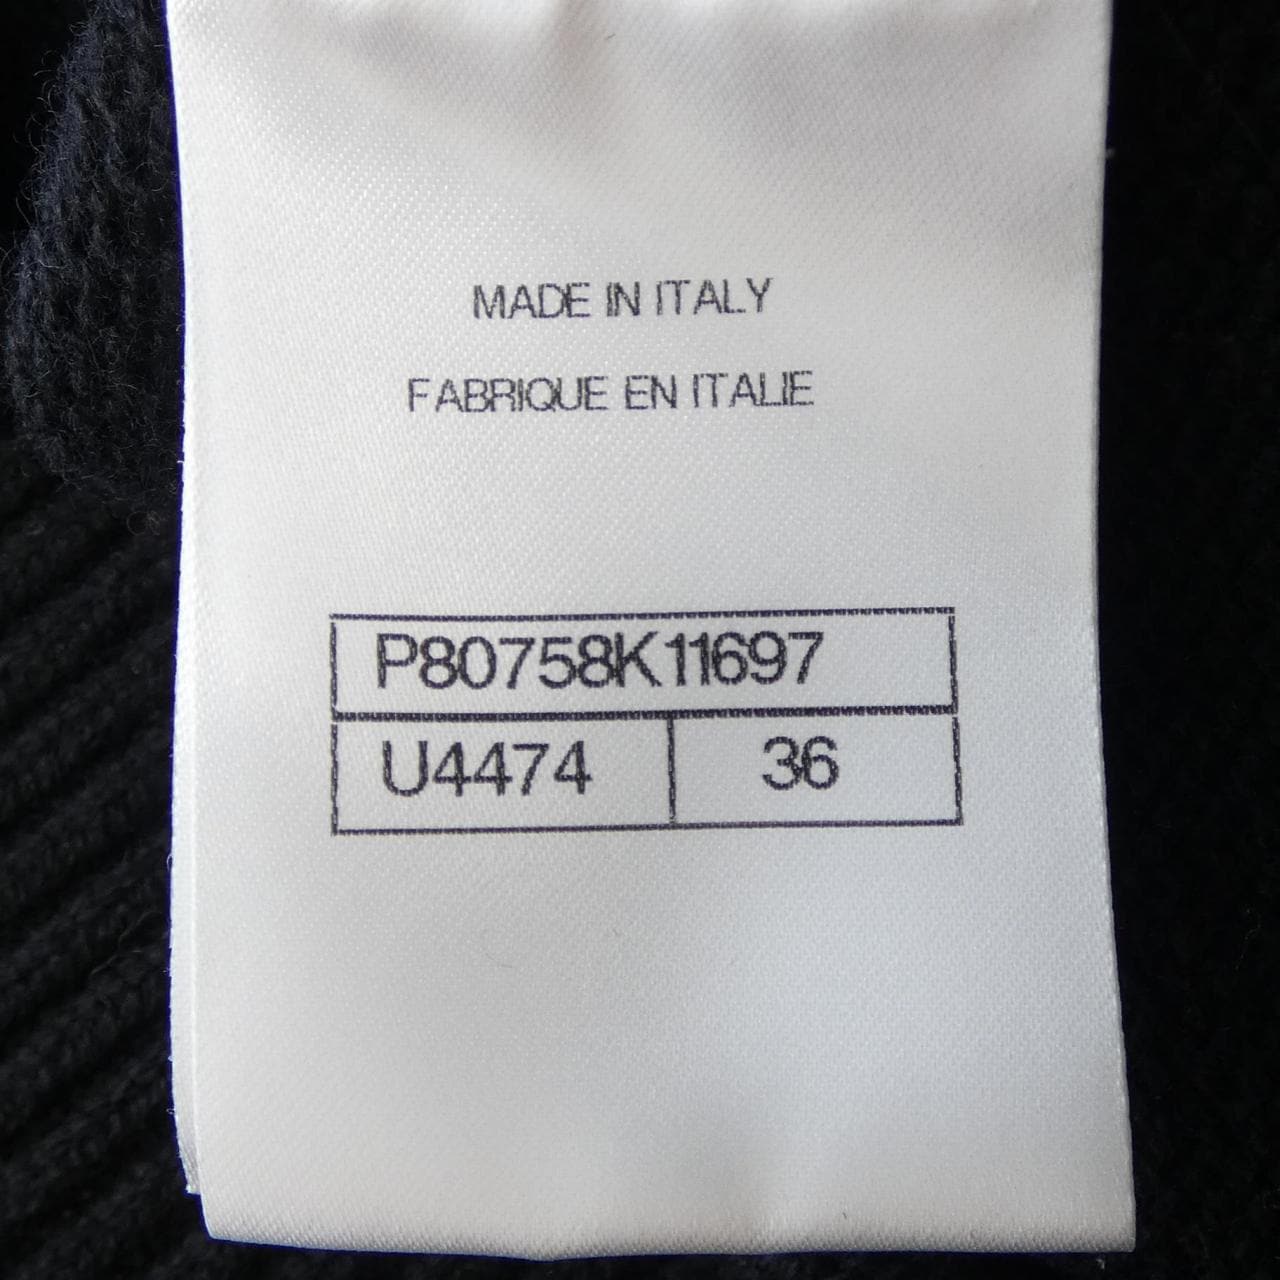 MADE IN ITALY
FABRIQUE EN ITALIE
P80758K11697
U4474 36